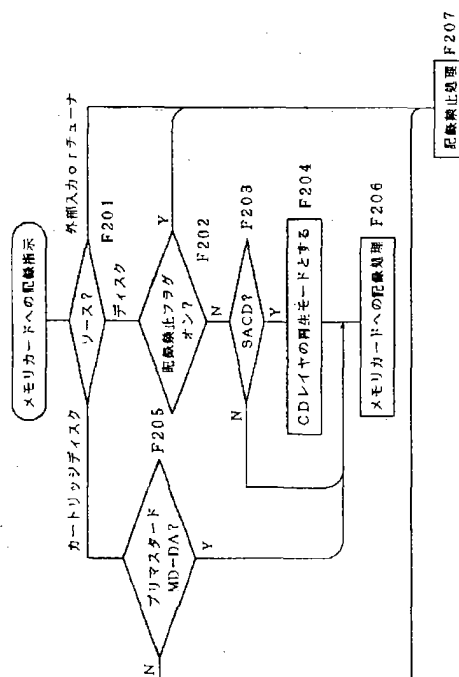 メモリカードへの記録指示
ソース?
F201
カートリッジディスク
ディスク
外部入力orチューナ
プリマスタード
MD-DA?
F205
N
Y
記録禁止フラグ
オン?
F202
Y
N
SACD?
F203
N
Y
CDレイヤの再生モードとする
F204
メモリカードへの記録処理
F206
記録禁止処理
F207